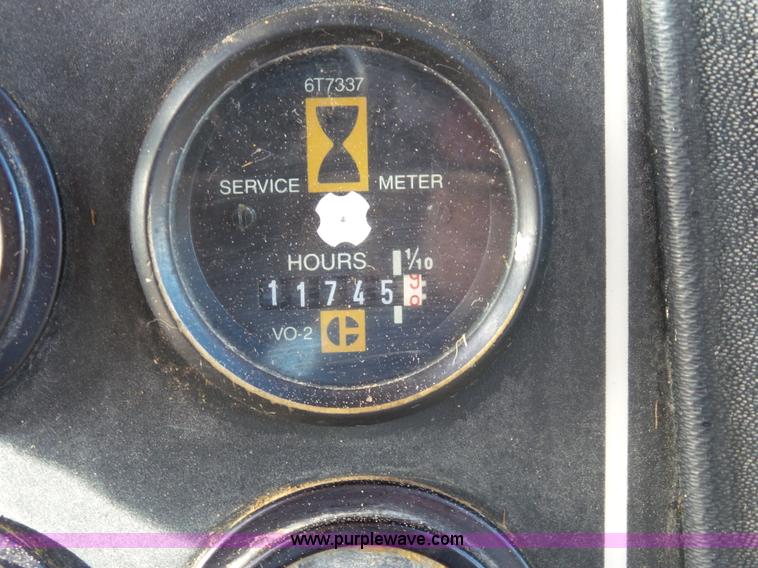 6T7337
SERVICE METER
HOURS 1/10
11745
VO-2
www.purplewave.com